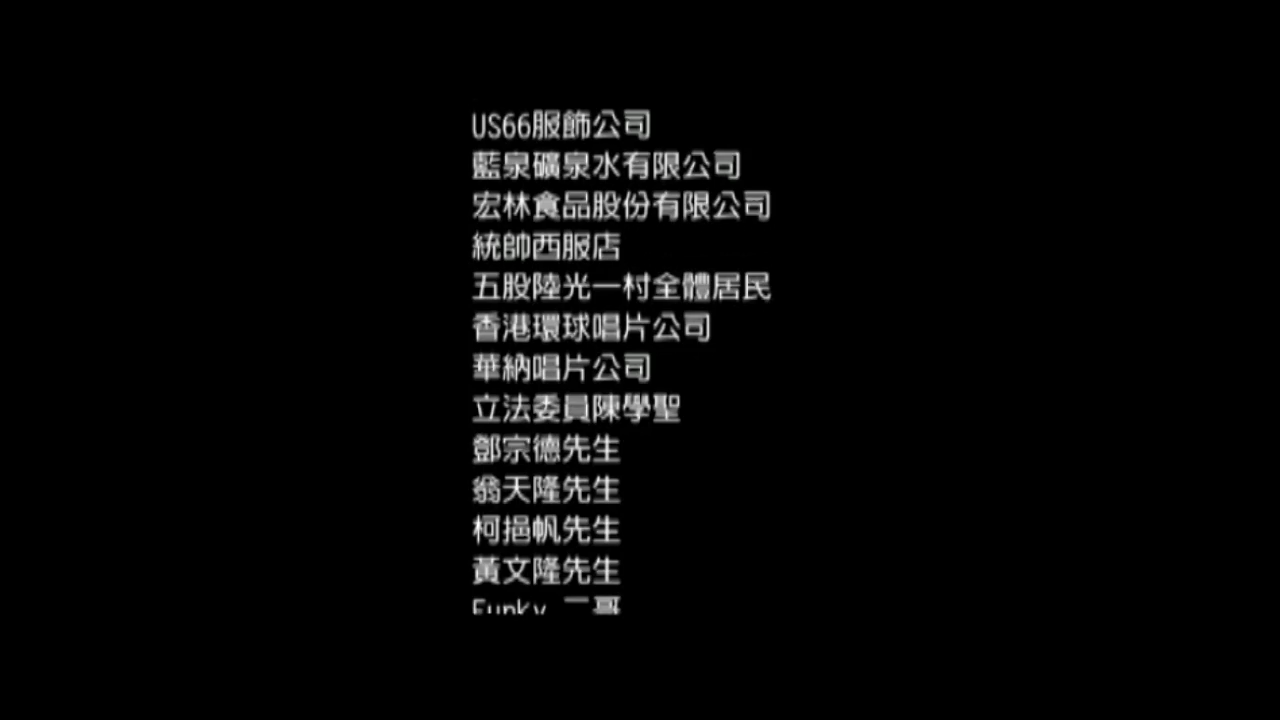 US66服飾公司
藍泉礦泉水有限公司
宏林食品股份有限公司
統帥西服店
五股陸光一村全體居民
香港環球唱片公司
華納唱片公司
立法委員陳學聖
鄧宗德先生
翁天隆先生
柯挹帆先生
黃文隆先生
Funky 二哥